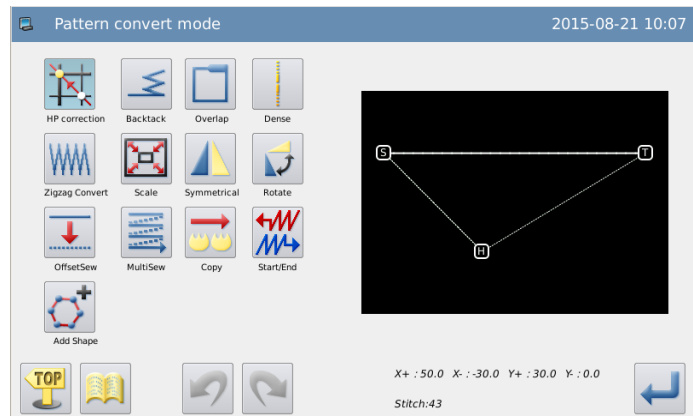 Pattern convert mode 2015-08-21 10:07
HP correction Backtack Overlap Dense
S T
Zigzag Convert Scale Symmetrical Rotate
H
OffsetSew MultiSew Copy Start/End
Add Shape
TOP
X+ : 50.0 X- : -30.0 Y+ : 30.0 Y- : 0.0
Stitch:43